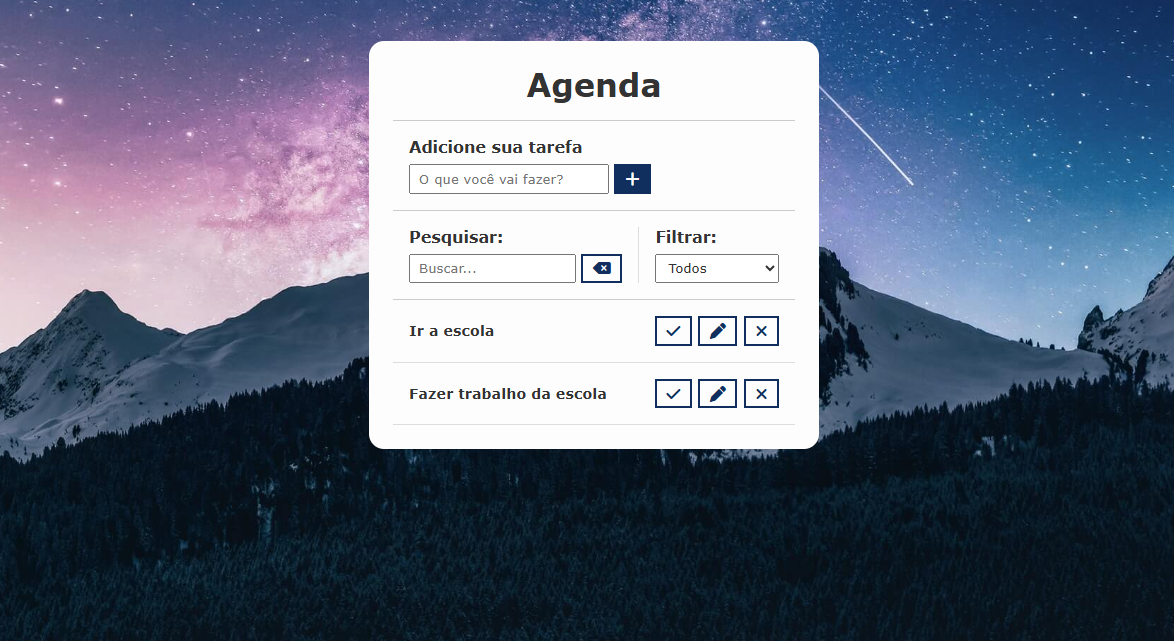 Agenda
Adicione sua tarefa
O que você vai fazer?
Pesquisar: Filtrar:
Buscar... Todos
Ir a escola
Fazer trabalho da escola